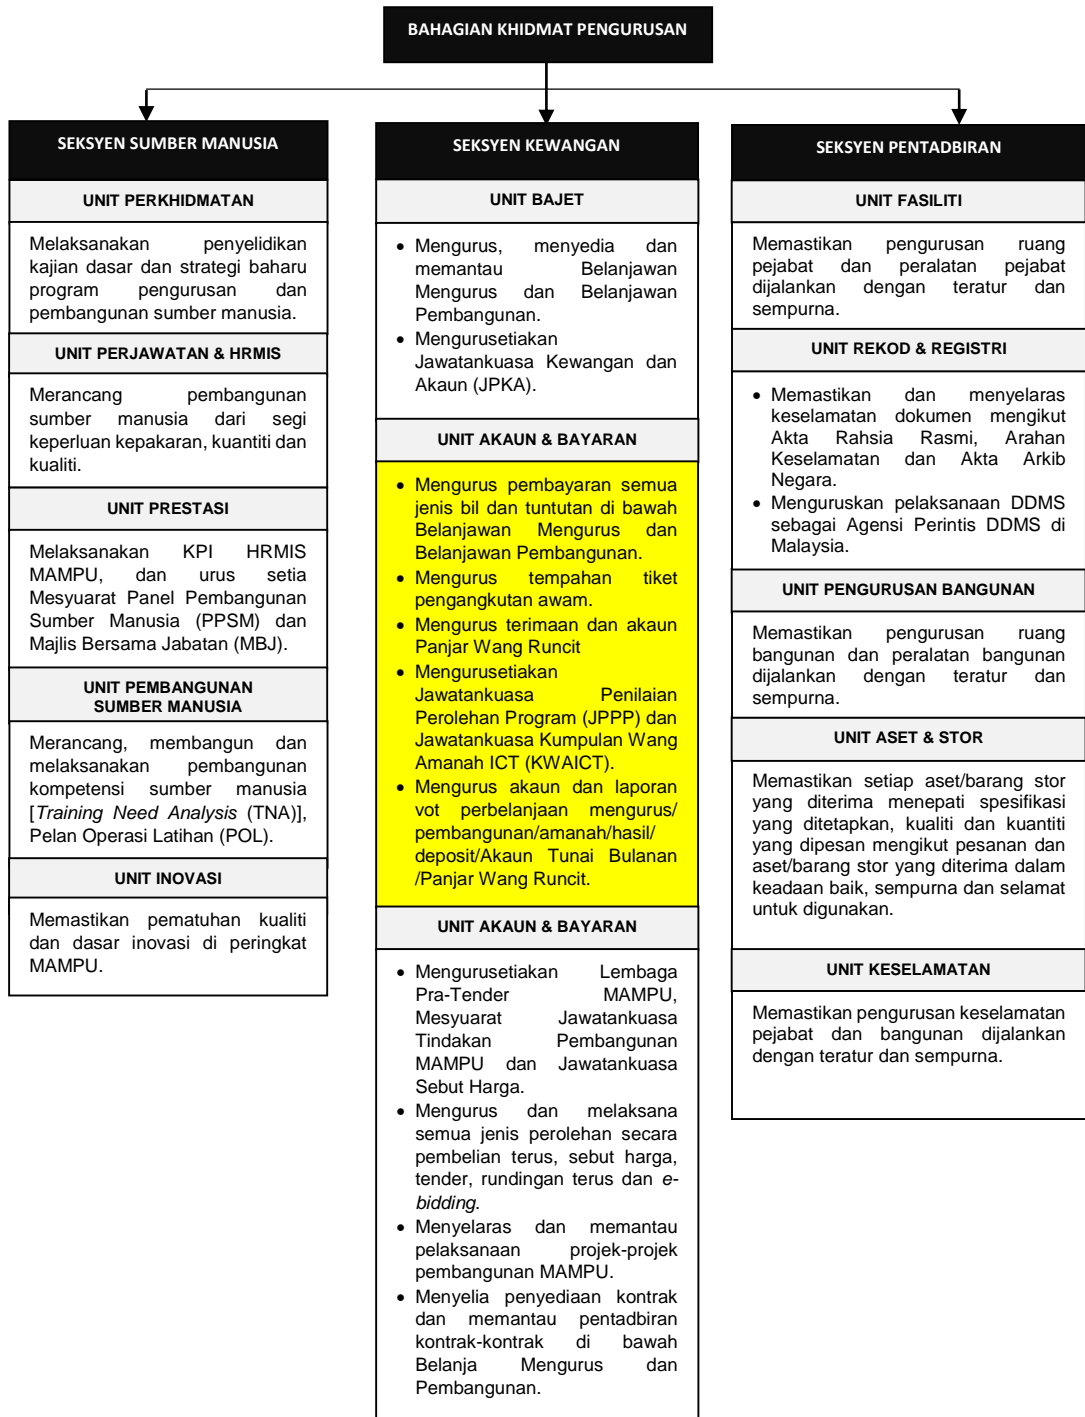 BAHAGIAN KHIDMAT PENGURUSAN
SEKSYEN SUMBER MANUSIA
UNIT PERKHIDMATAN
Melaksanakan penyelidikan
kajian dasar dan strategi baharu
program pengurusan dan
pembangunan sumber manusia.
UNIT PERJAWATAN & HRMIS
Merancang pembangunan
sumber manusia dari segi
keperluan kepakaran, kuantiti dan
kualiti.
UNIT PRESTASI
Melaksanakan KPI HRMIS
MAMPU, dan urus setia
Mesyuarat Panel Pembangunan
Sumber Manusia (PPSM) dan
Majlis Bersama Jabatan (MBJ).
UNIT PEMBANGUNAN
SUMBER MANUSIA
Merancang, membangun dan
melaksanakan pembangunan
kompetensi sumber manusia
[Training Need Analysis (TNA)],
Pelan Operasi Latihan (POL).
UNIT INOVASI
Memastikan pematuhan kualiti
dan dasar inovasi di peringkat
MAMPU.
SEKSYEN KEWANGAN
UNIT BAJET
• Mengurus, menyedia dan
memantau Belanjawan
Mengurus dan Belanjawan
Pembangunan.
• Mengurusetiakan
Jawatankuasa Kewangan dan
Akaun (JPKA).
UNIT AKAUN & BAYARAN
• Mengurus pembayaran semua
jenis bil dan tuntutan di bawah
Belanjawan Mengurus dan
Belanjawan Pembangunan.
• Mengurus tempahan tiket
pengangkutan awam.
• Mengurus terimaan dan akaun
Panjar Wang Runcit
• Mengurusetiakan
Jawatankuasa Penilaian
Perolehan Program (JPPP) dan
Jawatankuasa Kumpulan Wang
Amanah ICT (KWAICT).
• Mengurus akaun dan laporan
vot perbelanjaan mengurus/
pembangunan/amanah/hasil/
deposit/Akaun Tunai Bulanan
/Panjar Wang Runcit.
UNIT AKAUN & BAYARAN
• Mengurusetiakan Lembaga
Pra-Tender MAMPU,
Mesyuarat Jawatankuasa
Tindakan Pembangunan
MAMPU dan Jawatankuasa
Sebut Harga.
• Mengurus dan melaksana
semua jenis perolehan secara
pembelian terus, sebut harga,
tender, rundingan terus dan e-
bidding.
• Menyelaras dan memantau
pelaksanaan projek-projek
pembangunan MAMPU.
• Menyelia penyediaan kontrak
dan memantau pentadbiran
kontrak-kontrak di bawah
Belanja Mengurus dan
Pembangunan.
SEKSYEN PENTADBIRAN
UNIT FASILITI
Memastikan pengurusan ruang
pejabat dan peralatan pejabat
dijalankan dengan teratur dan
sempurna.
UNIT REKOD & REGISTRI
• Memastikan dan menyelaras
keselamatan dokumen mengikut
Akta Rahsia Rasmi, Arahan
Keselamatan dan Akta Arkib
Negara.
• Menguruskan pelaksanaan DDMS
sebagai Agensi Perintis DDMS di
Malaysia.
UNIT PENGURUSAN BANGUNAN
Memastikan pengurusan ruang
bangunan dan peralatan bangunan
dijalankan dengan teratur dan
sempurna.
UNIT ASET & STOR
Memastikan setiap aset/barang stor
yang diterima menepati spesifikasi
yang ditetapkan, kualiti dan kuantiti
yang dipesan mengikut pesanan dan
aset/barang stor yang diterima dalam
keadaan baik, sempurna dan selamat
untuk digunakan.
UNIT KESELAMATAN
Memastikan pengurusan keselamatan
pejabat dan bangunan dijalankan
dengan teratur dan sempurna.